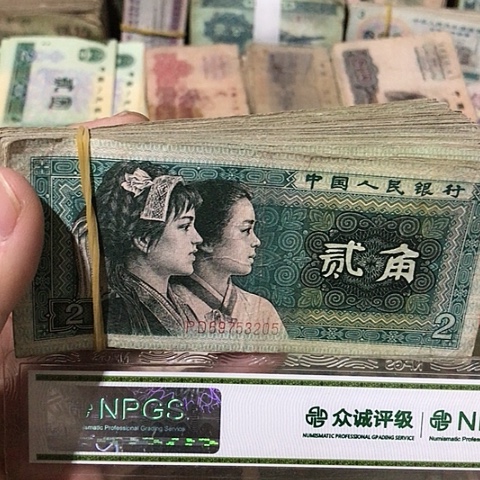 中国人民银行
贰角
2
2
PD89753205
NPGS
Numismatic Professional Grading Service
众诚评级
NUMISMATIC PROFESSIONAL GRADING SERVICE